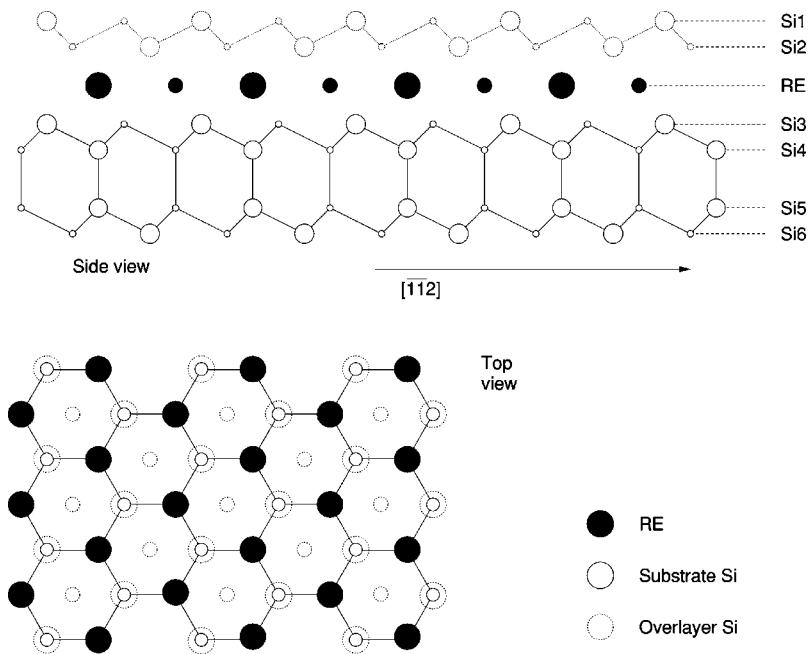 Si1
Si2
RE
Si3
Si4
Si5
Si6
Side view
[1̅1̅2]
Top
view
RE
Substrate Si
Overlayer Si